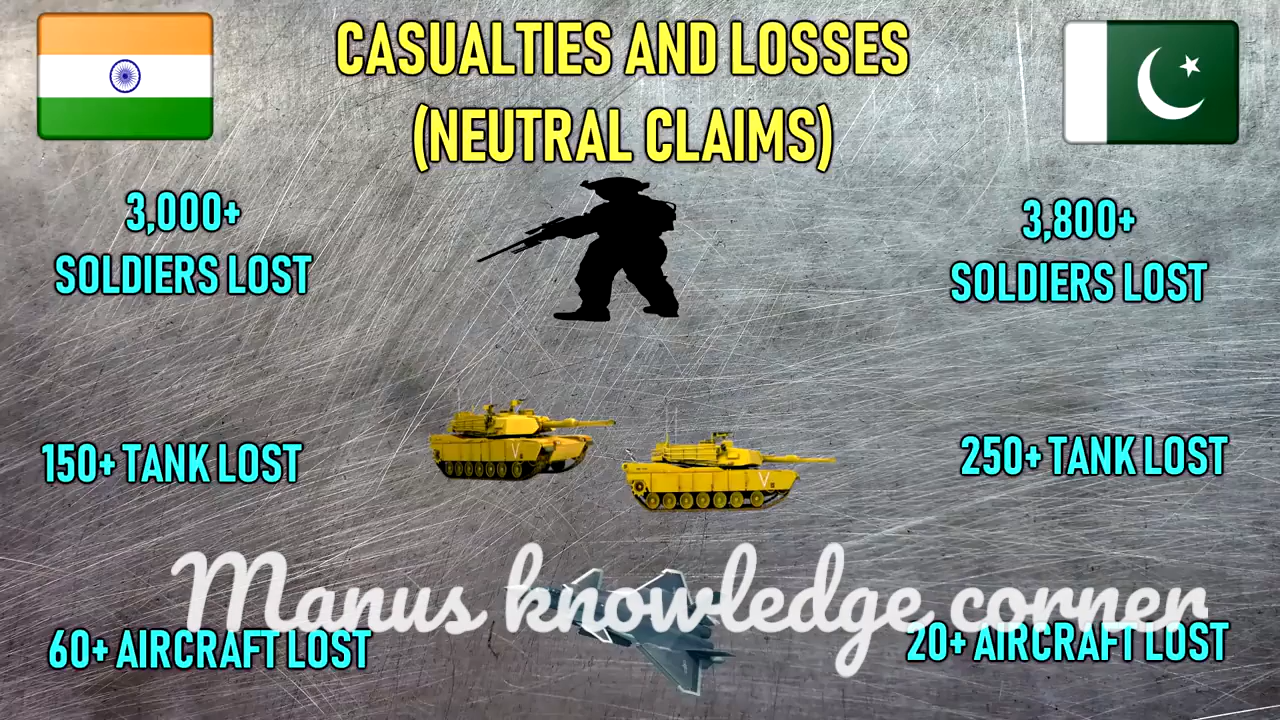 CASUALTIES AND LOSSES
(NEUTRAL CLAIMS)
3,000+
SOLDIERS LOST
3,800+
SOLDIERS LOST
150+ TANK LOST
250+ TANK LOST
Manus knowledge corner
60+ AIRCRAFT LOST
20+ AIRCRAFT LOST
V
V